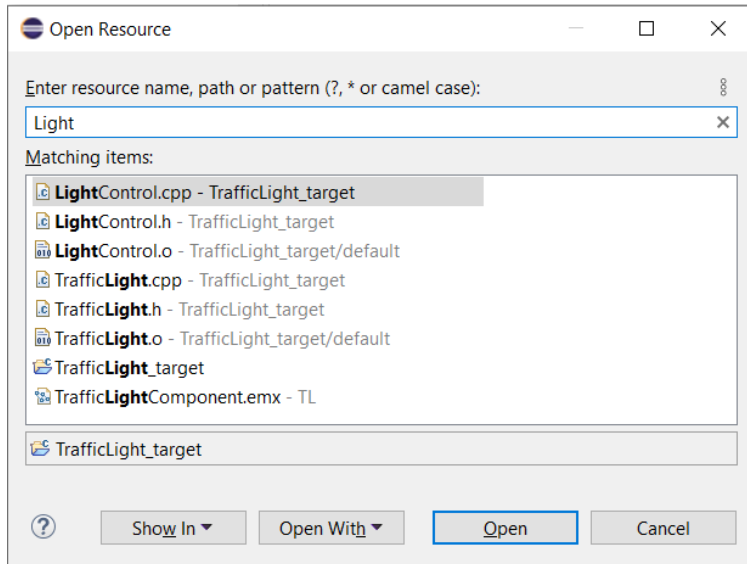 Open Resource
Enter resource name, path or pattern (?, * or camel case):
Light
Matching items:
LightControl.cpp - TrafficLight_target
LightControl.h - TrafficLight_target
LightControl.o - TrafficLight_target/default
TrafficLight.cpp - TrafficLight_target
TrafficLight.h - TrafficLight_target
TrafficLight.o - TrafficLight_target/default
TrafficLight_target
TrafficLightComponent.emx - TL
TrafficLight_target
Show In Open With Open Cancel